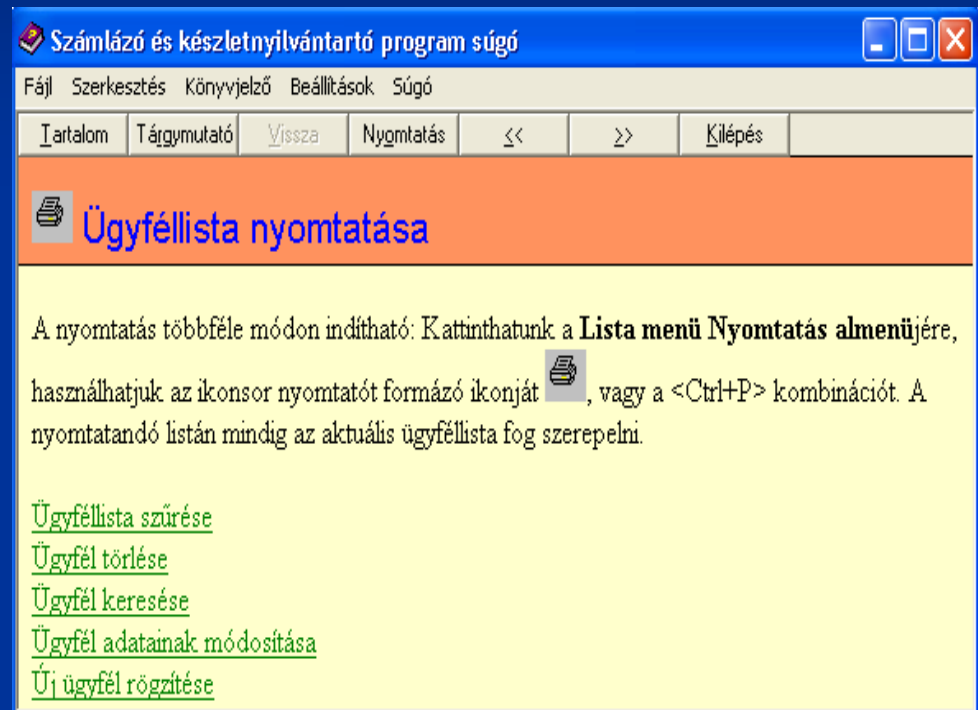 Számlázó és készletnyilvántartó program súgó
Fájl Szerkesztés Könyvjelző Beállítások Súgó
Tartalom Tárgymutató Vissza Nyomtatás << >> Kilépés
Ügyféllista nyomtatása
A nyomtatás többféle módon indítható: Kattinthatunk a Lista menü Nyomtatás almenüjére,
használhatjuk az ikonsor nyomtatót formázó ikonját , vagy a <Ctrl+P> kombinációt. A
nyomtatandó listán mindig az aktuális ügyféllista fog szerepelni.
Ügyféllista szűrése
Ügyfél törlése
Ügyfél keresése
Ügyfél adatainak módosítása
Új ügyfél rögzítése